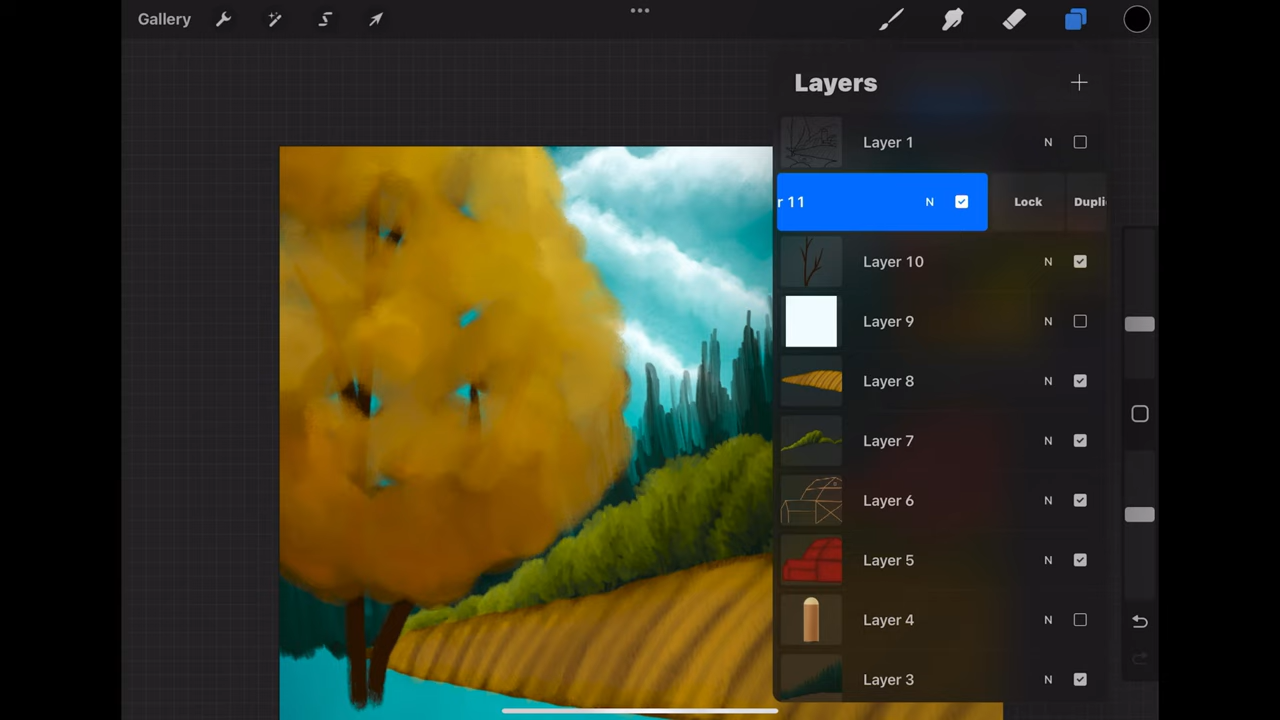 Gallery
Layers
Layer 1 N
r 11 N Lock Dupli
Layer 10 N
Layer 9 N
Layer 8 N
Layer 7 N
Layer 6 N
Layer 5 N
Layer 4 N
Layer 3 N